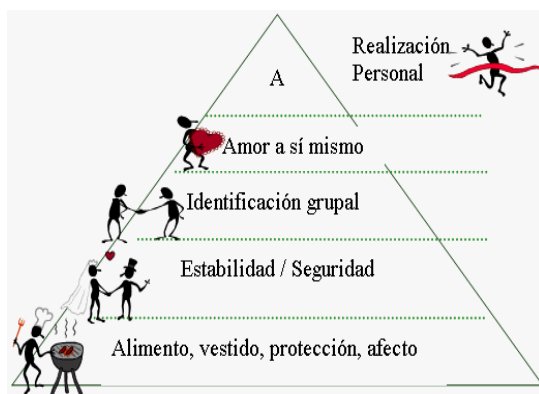 Realización
Personal
A
Amor a sí mismo
Identificación grupal
Estabilidad / Seguridad
Alimento, vestido, protección, afecto